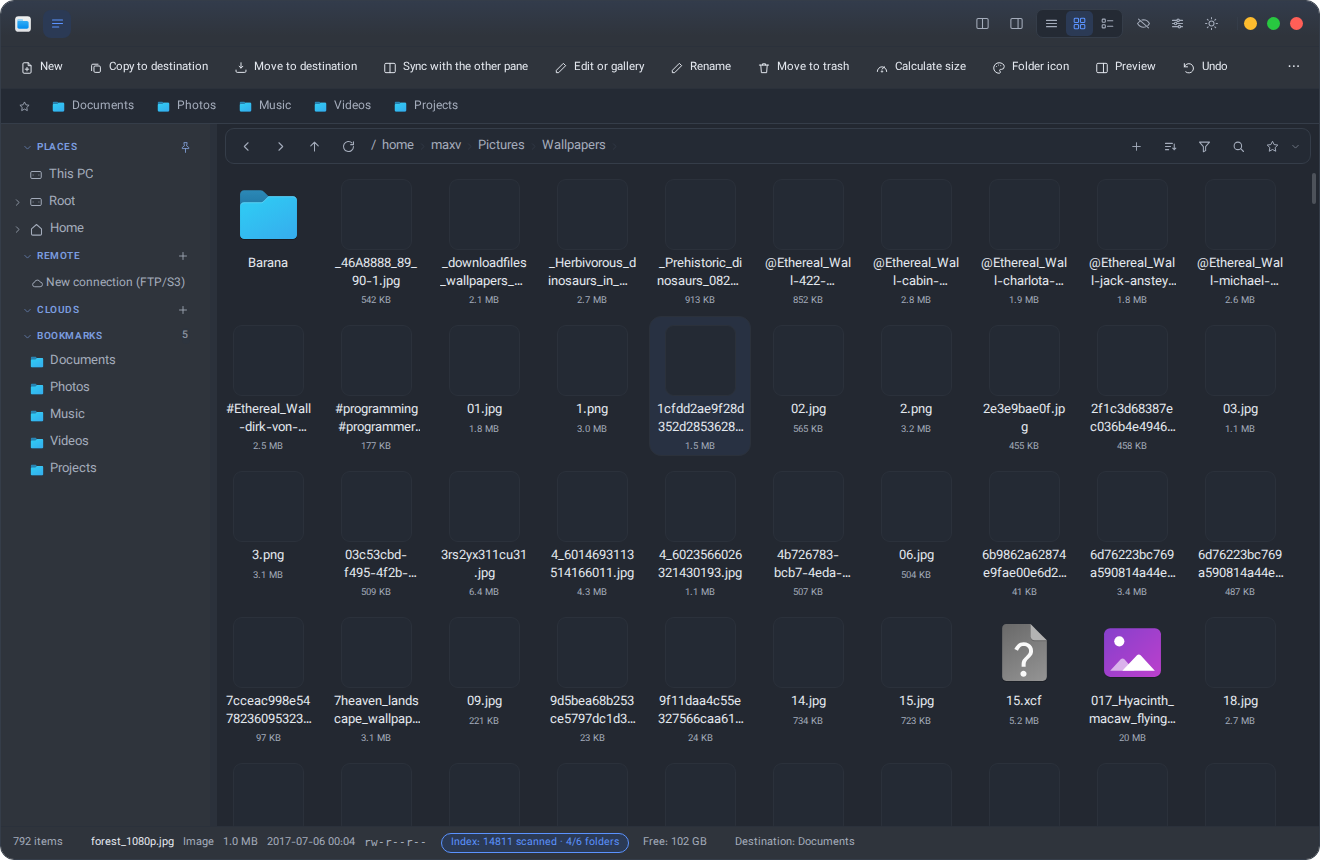 New Copy to destination Move to destination Sync with the other pane Edit or gallery Rename Move to trash Calculate size Folder icon Preview Undo ...
Documents Photos Music Videos Projects
PLACES
This PC
Root
Home
REMOTE +
New connection (FTP/S3)
CLOUDS +
BOOKMARKS 5
Documents
Photos
Music
Videos
Projects
/ home maxv Pictures Wallpapers
Barana
_46A8888_89_
90-1.jpg
542 KB
_downloadfiles
_wallpapers_...
2.1 MB
_Herbivorous_d
inosaurs_in_...
2.7 MB
_Prehistoric_di
nosaurs_082...
913 KB
@Ethereal_Wal
l-422-...
852 KB
@Ethereal_Wal
l-cabin-...
2.8 MB
@Ethereal_Wal
l-charlota-...
1.9 MB
@Ethereal_Wal
l-jack-anstey...
1.8 MB
@Ethereal_Wal
l-michael-...
2.6 MB
#Ethereal_Wall
-dirk-von-...
2.5 MB
#programming
#programmer..
177 KB
01.jpg
1.8 MB
1.png
3.0 MB
1cfdd2ae9f28d
352d2853628...
1.5 MB
02.jpg
565 KB
2.png
3.2 MB
2e3e9bae0f.jp
g
455 KB
2f1c3d68387e
c036b4e4946...
458 KB
03.jpg
1.1 MB
3.png
3.1 MB
03c53cbd-
f495-4f2b-...
509 KB
3rs2yx311cu31
.jpg
6.4 MB
4_6014693113
514166011.jpg
4.3 MB
4_6023566026
321430193.jpg
1.1 MB
4b726783-
bcb7-4eda-...
507 KB
06.jpg
504 KB
6b9862a62874
e9fae00e6d2...
41 KB
6d76223bc769
a590814a44e...
3.4 MB
6d76223bc769
a590814a44e...
487 KB
7cceac998e54
78236095323...
97 KB
7heaven_lands
cape_wallpap...
3.1 MB
09.jpg
221 KB
9d5bea68b253
ce5797dc1d3...
23 KB
9f11daa4c55e
327566caa61...
24 KB
14.jpg
734 KB
15.jpg
723 KB
15.xcf
5.2 MB
017_Hyacinth_
macaw_flying...
20 MB
18.jpg
2.7 MB
792 items forest_1080p.jpg Image 1.0 MB 2017-07-06 00:04 rw-r--r-- Index: 14811 scanned · 4/6 folders Free: 102 GB Destination: Documents